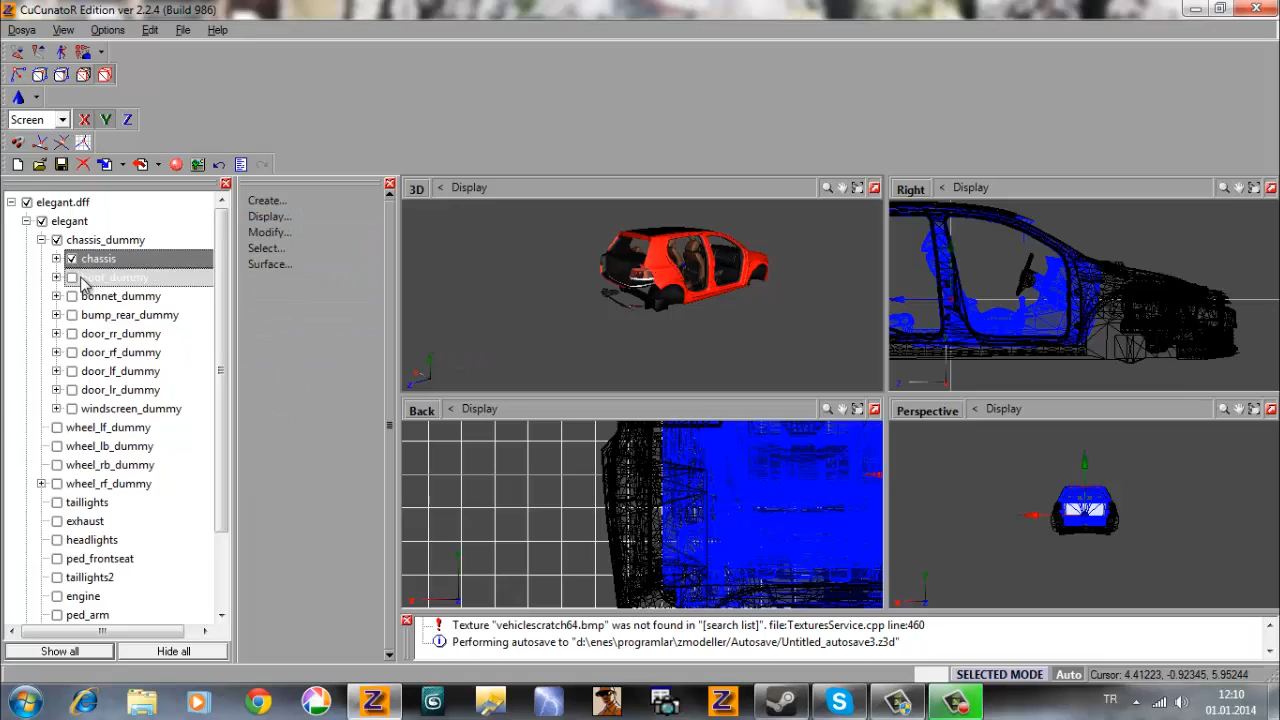 CuCunatoR Edition ver 2.2.4 (Build 986)
Dosya View Options Edit File Help
Screen X Y Z
elegant.dff
elegant
chassis_dummy
chassis
bonnet_dummy
bump_rear_dummy
door_rr_dummy
door_rf_dummy
door_lf_dummy
door_lr_dummy
windscreen_dummy
wheel_lf_dummy
wheel_lb_dummy
wheel_rb_dummy
wheel_rf_dummy
taillights
exhaust
headlights
ped_frontseat
taillights2
engine
ped_arm
Show all Hide all
Create...
Display...
Modify...
Select...
Surface...
3D < Display
Right < Display
Back < Display
Perspective < Display
Texture "vehiclescratch64.bmp" was not found in "[search list]". file:TexturesService.cpp line:460
Performing autosave to "d:\enes\programlar\zmodeller/Autosave/Untitled_autosave3.z3d"
SELECTED MODE Auto Cursor: 4.41223, -0.92345, 5.95244
TR 12:10
01.01.2014